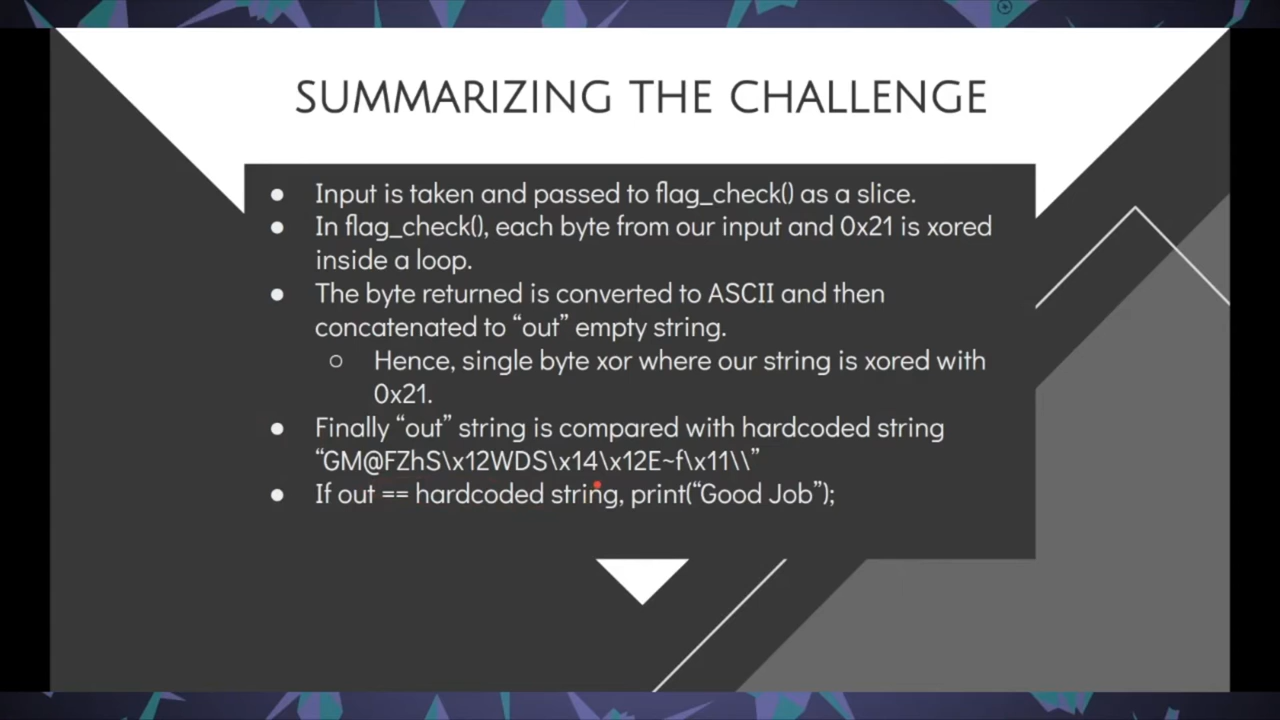 SUMMARIZING THE CHALLENGE
● Input is taken and passed to flag_check() as a slice.
● In flag_check(), each byte from our input and 0x21 is xored
inside a loop.
● The byte returned is converted to ASCII and then
concatenated to “out” empty string.
○ Hence, single byte xor where our string is xored with
0x21.
● Finally “out” string is compared with hardcoded string
“GM@FZhS\x12WDS\x14\x12E~f\x11\\”
● If out == hardcoded string, print(“Good Job”);